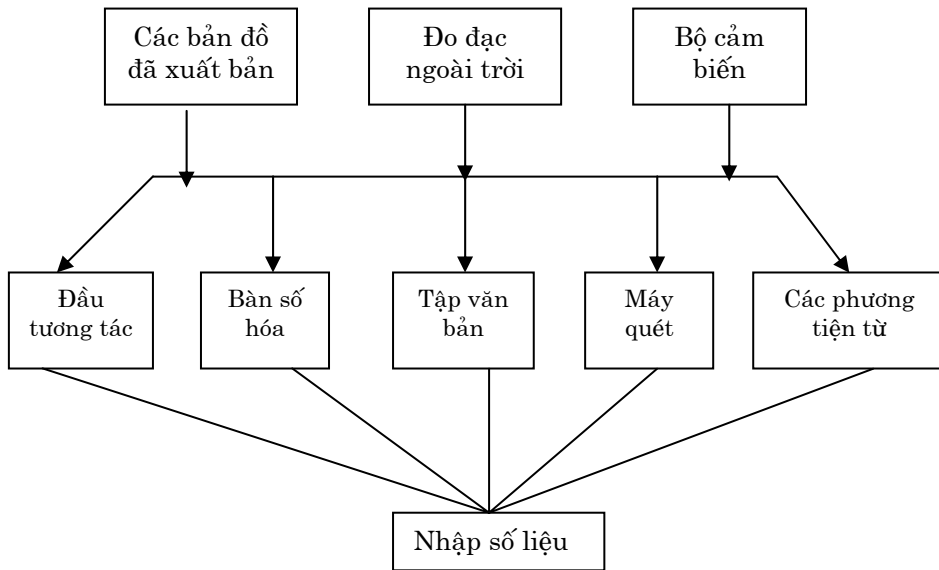 Các bản đồ
đã xuất bản
Đo đạc
ngoài trời
Bộ cảm
biến
Đầu
tương tác
Bàn số
hóa
Tập văn
bản
Máy
quét
Các phương
tiện từ
Nhập số liệu